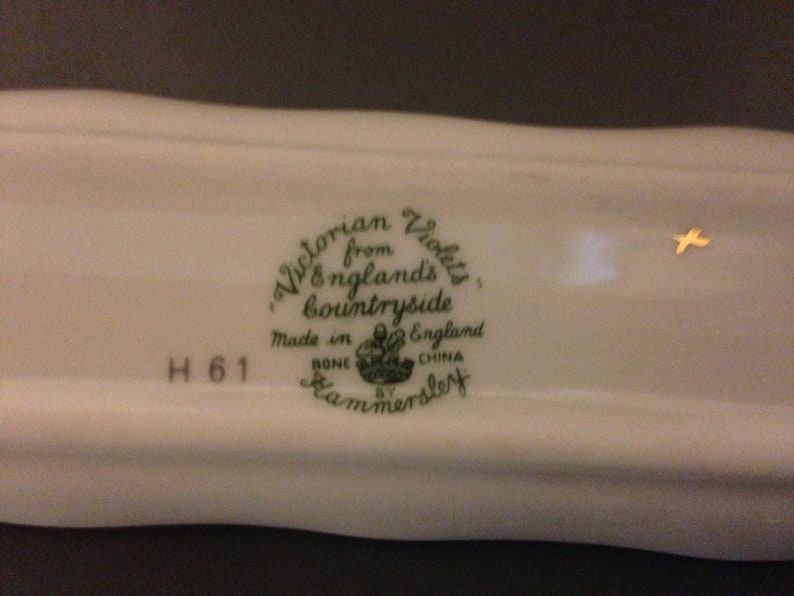 "Victorian Violets"
from
England's
Countryside
Made in England
BONE CHINA
BY
Hammersley
H 61